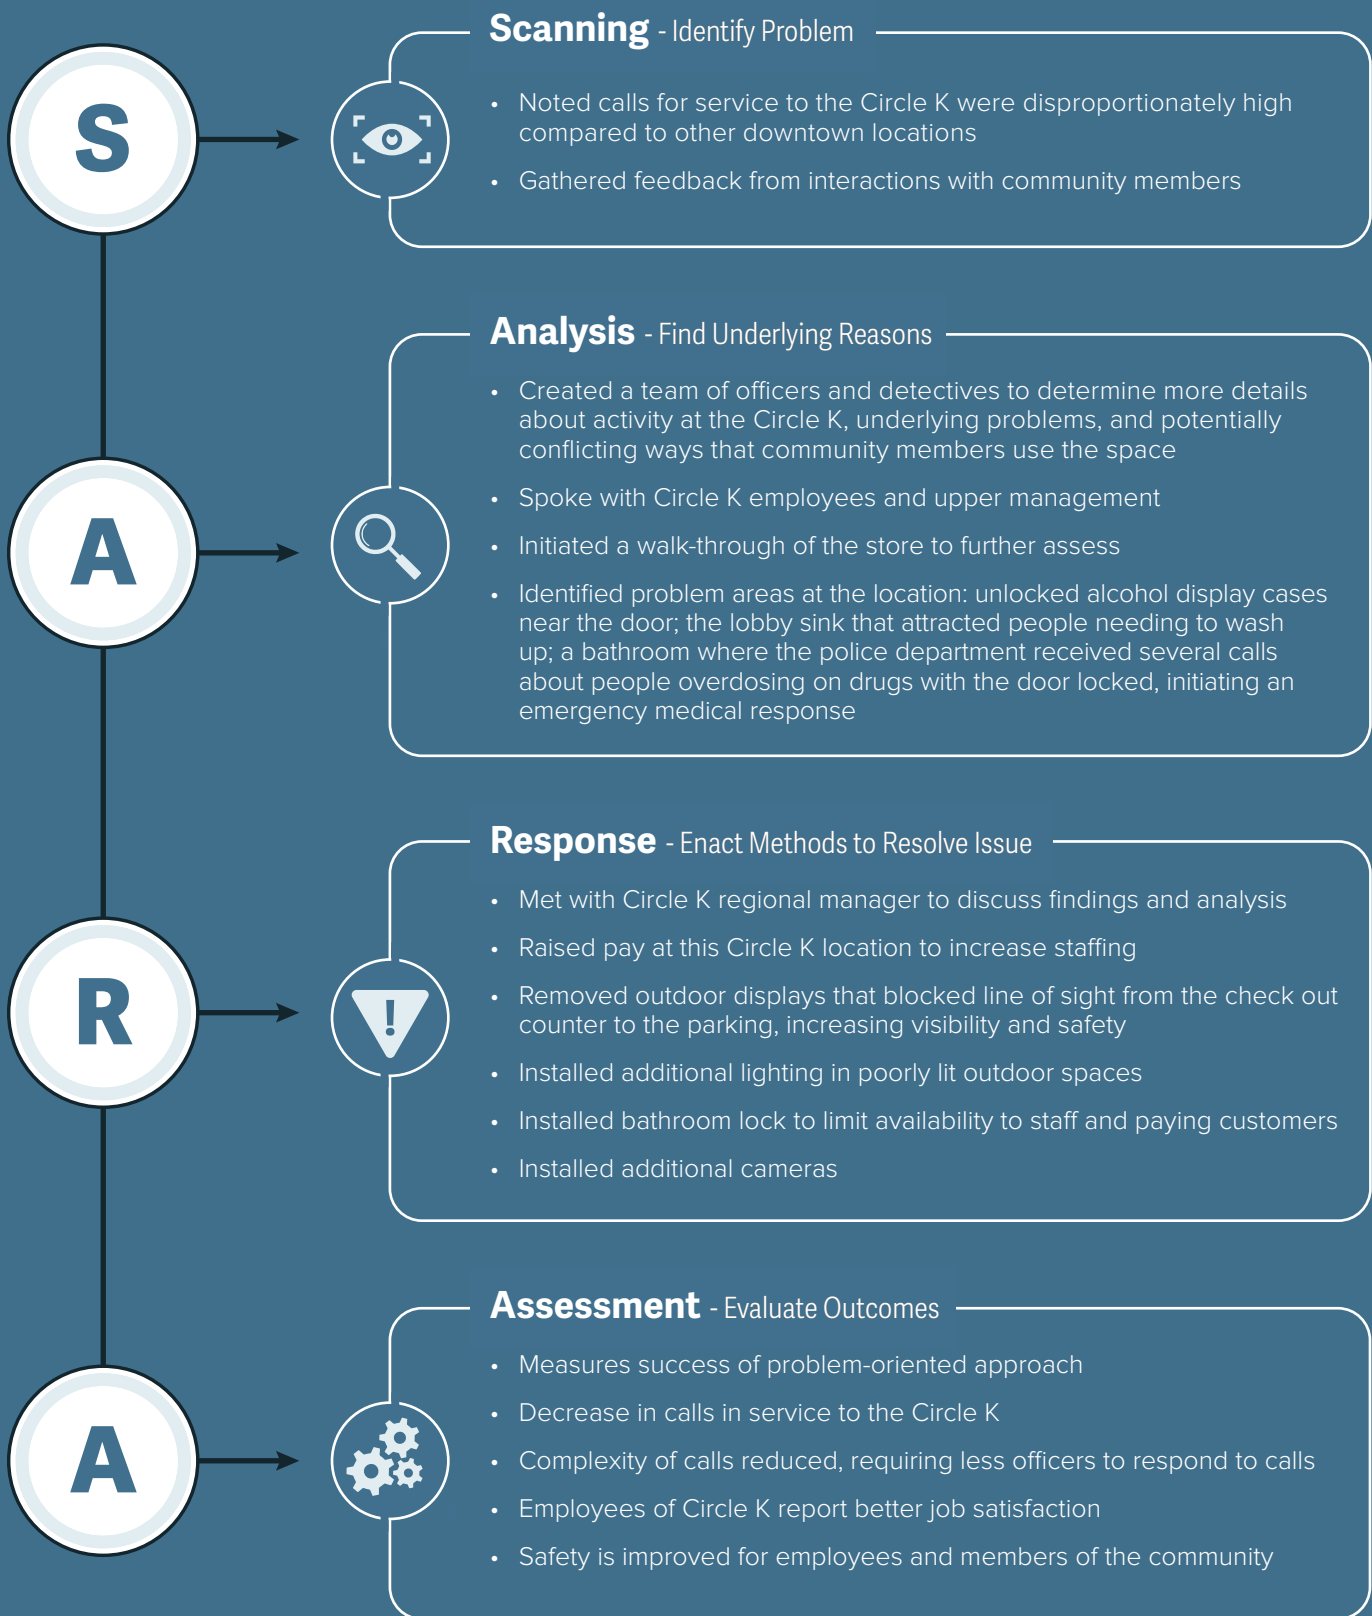 S
Scanning - Identify Problem
• Noted calls for service to the Circle K were disproportionately high
compared to other downtown locations
• Gathered feedback from interactions with community members
A
Analysis - Find Underlying Reasons
• Created a team of officers and detectives to determine more details
about activity at the Circle K, underlying problems, and potentially
conflicting ways that community members use the space
• Spoke with Circle K employees and upper management
• Initiated a walk-through of the store to further assess
• Identified problem areas at the location: unlocked alcohol display cases
near the door; the lobby sink that attracted people needing to wash
up; a bathroom where the police department received several calls
about people overdosing on drugs with the door locked, initiating an
emergency medical response
R
Response - Enact Methods to Resolve Issue
• Met with Circle K regional manager to discuss findings and analysis
• Raised pay at this Circle K location to increase staffing
• Removed outdoor displays that blocked line of sight from the check out
counter to the parking, increasing visibility and safety
• Installed additional lighting in poorly lit outdoor spaces
• Installed bathroom lock to limit availability to staff and paying customers
• Installed additional cameras
!
A
Assessment - Evaluate Outcomes
• Measures success of problem-oriented approach
• Decrease in calls in service to the Circle K
• Complexity of calls reduced, requiring less officers to respond to calls
• Employees of Circle K report better job satisfaction
• Safety is improved for employees and members of the community